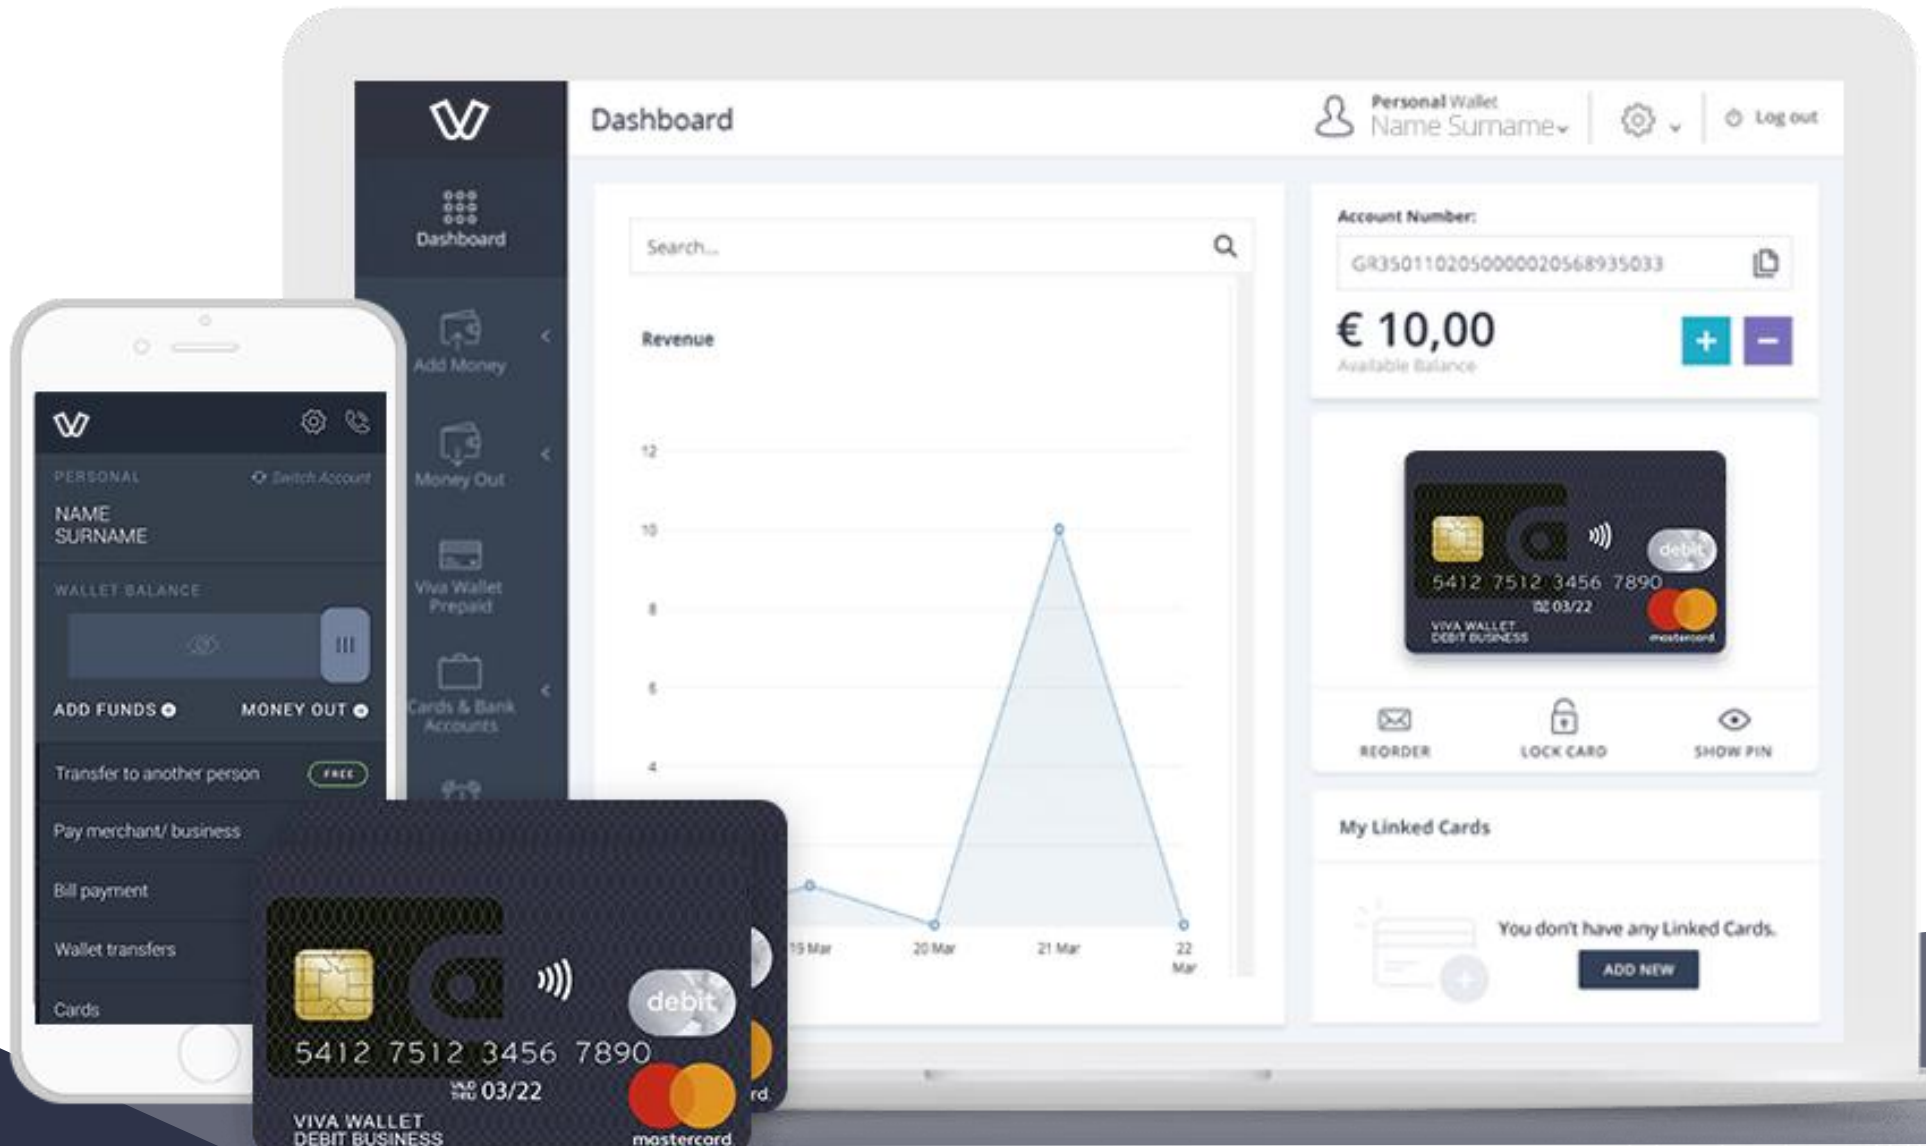 Dashboard
Personal Wallet
Name Surname
Log out
Dashboard
Add Money
Money Out
Viva Wallet
Prepaid
Cards & Bank
Accounts
Search...
Revenue
12
10
8
6
4
19 Mar
20 Mar
21 Mar
22
Mar
Account Number:
GR3501102050000020568935033
€ 10,00
Available Balance
debit
5412 7512 3456 7890
03/22
VIVA WALLET
DEBIT BUSINESS
mastercard
REORDER
LOCK CARD
SHOW PIN
My Linked Cards
You don't have any Linked Cards.
ADD NEW
PERSONAL
Switch Account
NAME
SURNAME
WALLET BALANCE
ADD FUNDS
MONEY OUT
Transfer to another person
FREE
Pay merchant/ business
Bill payment
Wallet transfers
Cards
debit
5412 7512 3456 7890
VALID
THRU 03/22
VIVA WALLET
DEBIT BUSINESS
mastercard
rd